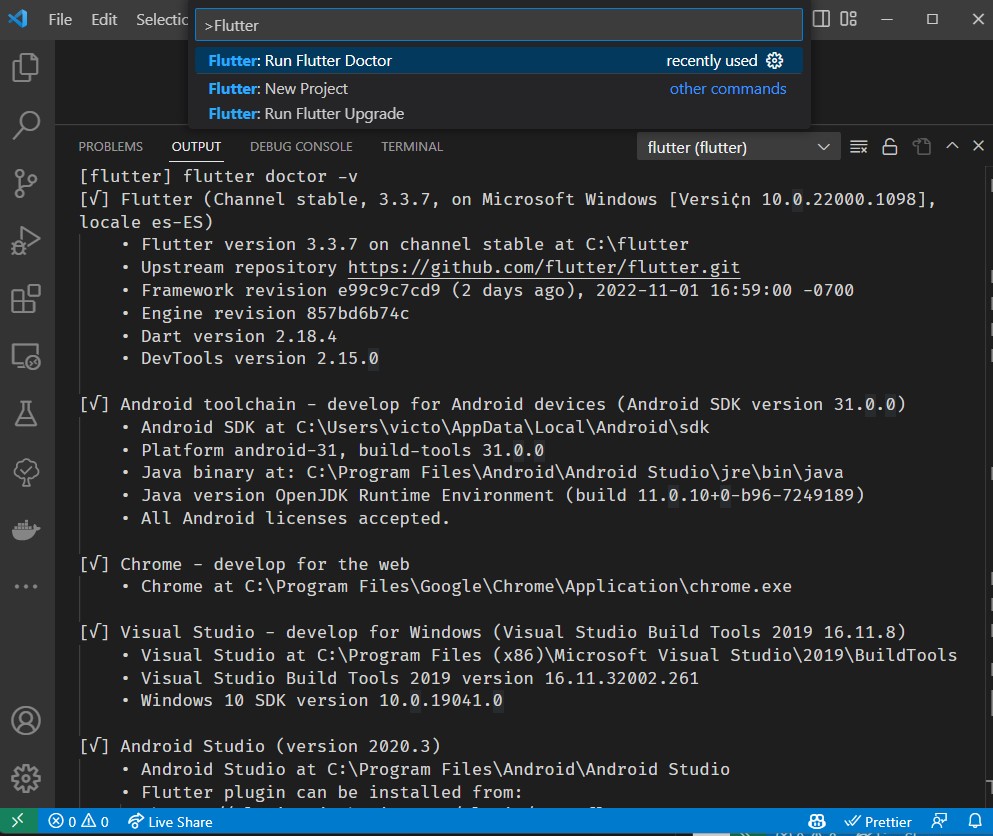 File Edit Selectio
>Flutter
Flutter: Run Flutter Doctor recently used
Flutter: New Project other commands
Flutter: Run Flutter Upgrade
PROBLEMS OUTPUT DEBUG CONSOLE TERMINAL flutter (flutter)
[flutter] flutter doctor -v
[√] Flutter (Channel stable, 3.3.7, on Microsoft Windows [Versi¢n 10.0.22000.1098],
locale es-ES)
• Flutter version 3.3.7 on channel stable at C:\flutter
• Upstream repository https://github.com/flutter/flutter.git
• Framework revision e99c9c7cd9 (2 days ago), 2022-11-01 16:59:00 -0700
• Engine revision 857bd6b74c
• Dart version 2.18.4
• DevTools version 2.15.0
[√] Android toolchain - develop for Android devices (Android SDK version 31.0.0)
• Android SDK at C:\Users\victo\AppData\Local\Android\sdk
• Platform android-31, build-tools 31.0.0
• Java binary at: C:\Program Files\Android\Android Studio\jre\bin\java
• Java version OpenJDK Runtime Environment (build 11.0.10+0-b96-7249189)
• All Android licenses accepted.
[√] Chrome - develop for the web
• Chrome at C:\Program Files\Google\Chrome\Application\chrome.exe
[√] Visual Studio - develop for Windows (Visual Studio Build Tools 2019 16.11.8)
• Visual Studio at C:\Program Files (x86)\Microsoft Visual Studio\2019\BuildTools
• Visual Studio Build Tools 2019 version 16.11.32002.261
• Windows 10 SDK version 10.0.19041.0
[√] Android Studio (version 2020.3)
• Android Studio at C:\Program Files\Android\Android Studio
• Flutter plugin can be installed from:
0 0 Live Share Prettier